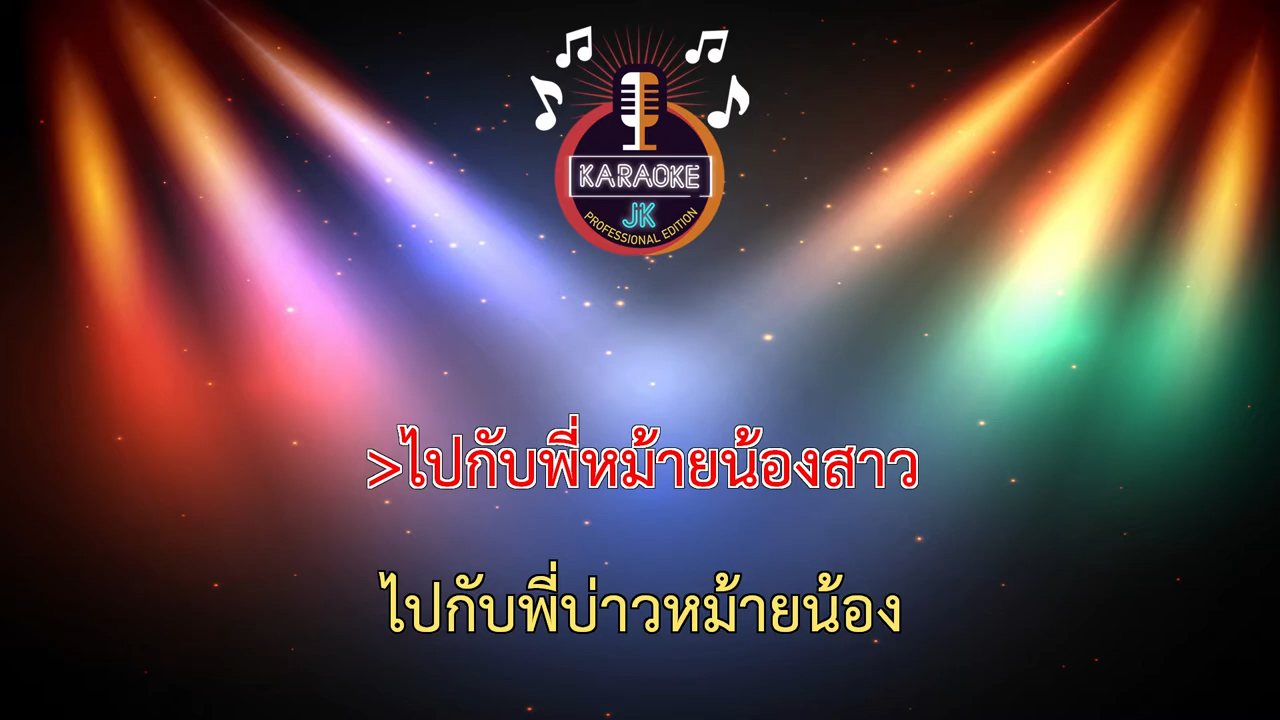 KARAOKE
JK
PROFESSIONAL EDITION
>ไปกับพี่หม้ายน้องสาว
ไปกับพี่บ่าวหม้ายน้อง